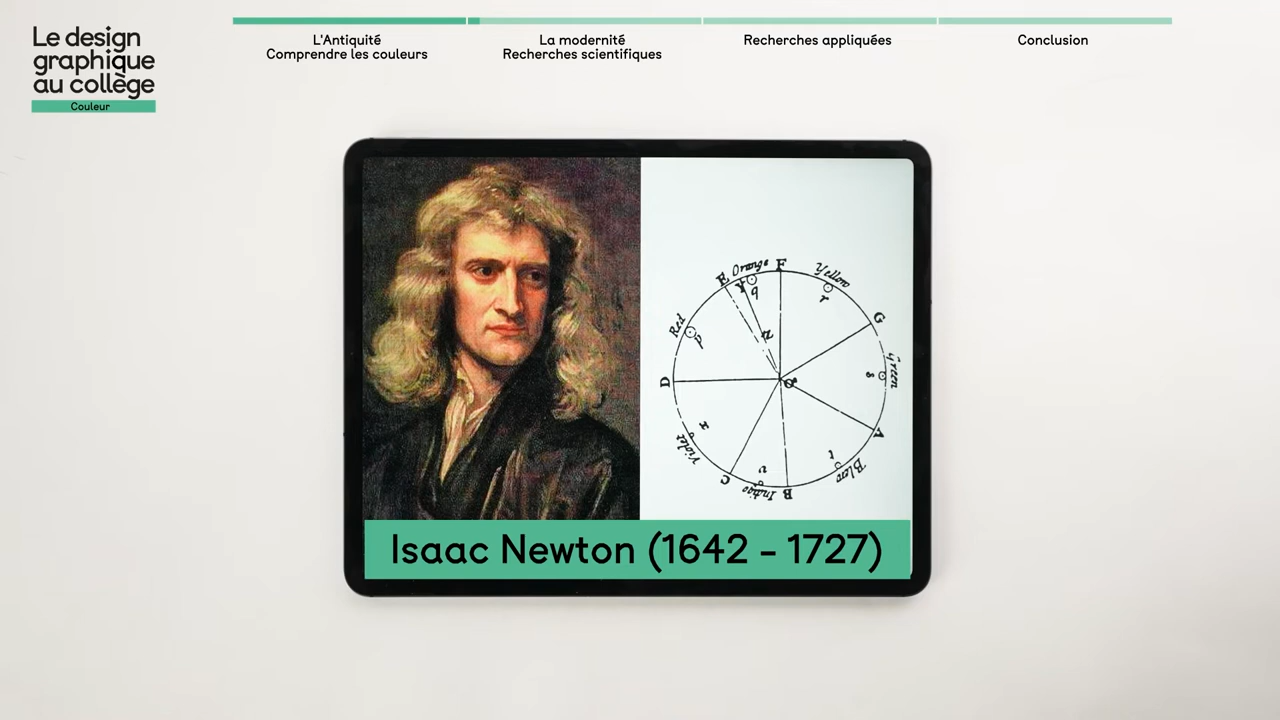 Le design
graphique
au collège
Couleur
L'Antiquité
Comprendre les couleurs
La modernité
Recherches scientifiques
Recherches appliquées
Conclusion
E
Orange
F
Yellow
q
r
G
Red
p
Green
s
D
A
x
Violet
t
Blew
v
C
Indigo
B
Isaac Newton (1642 – 1727)